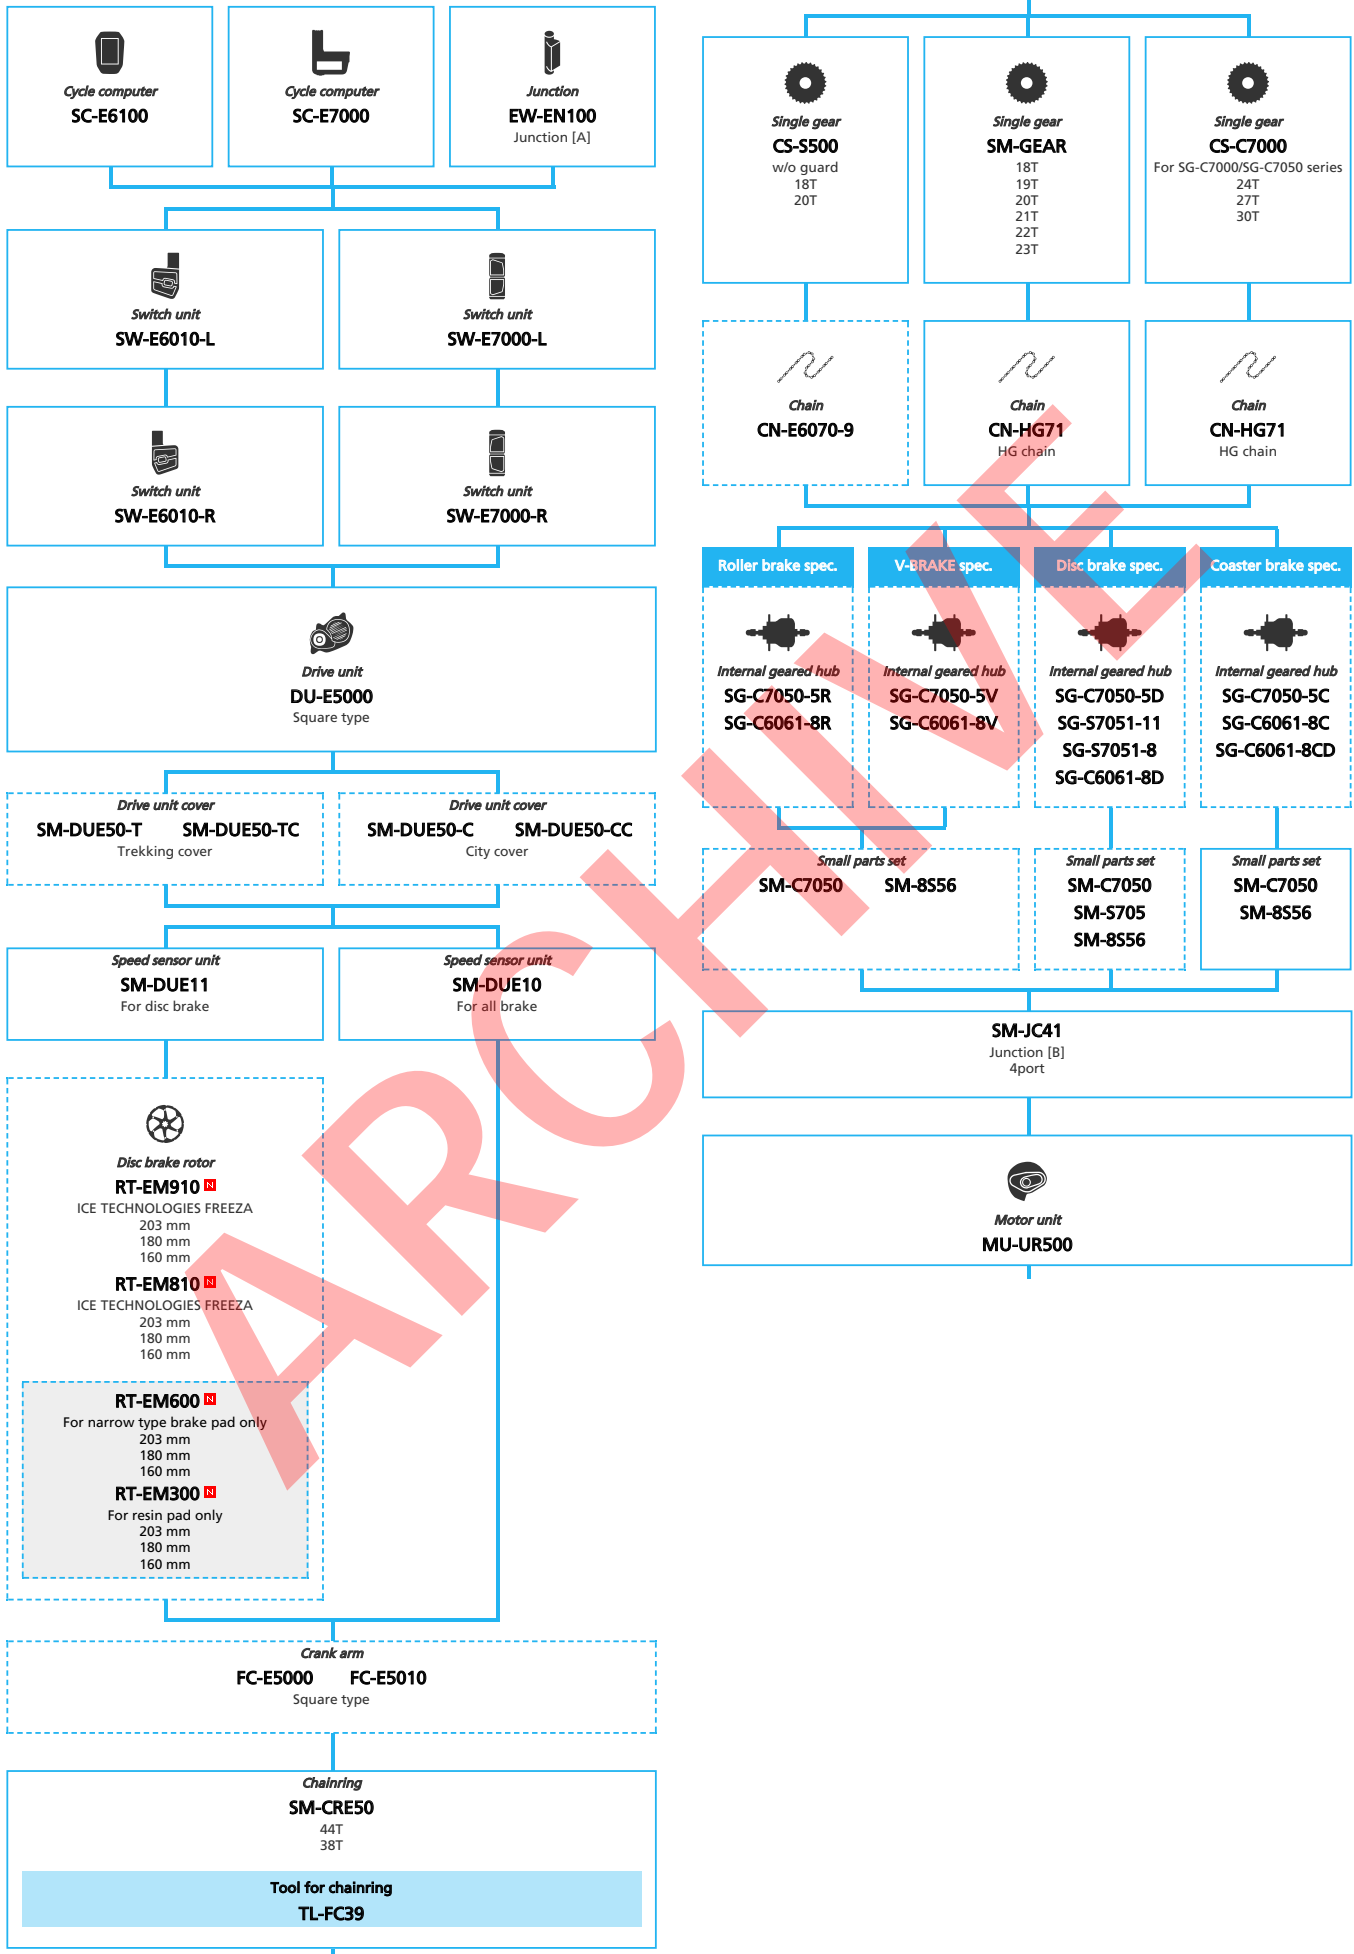 Cycle computer
SC-E6100
Cycle computer
SC-E7000
Junction
EW-EN100
Junction [A]
Switch unit
SW-E6010-L
Switch unit
SW-E7000-L
Switch unit
SW-E6010-R
Switch unit
SW-E7000-R
Drive unit
DU-E5000
Square type
Drive unit cover
SM-DUE50-T SM-DUE50-TC
Trekking cover
Drive unit cover
SM-DUE50-C SM-DUE50-CC
City cover
Speed sensor unit
SM-DUE11
For disc brake
Speed sensor unit
SM-DUE10
For all brake
Disc brake rotor
RT-EM910 N
ICE TECHNOLOGIES FREEZA
203 mm
180 mm
160 mm
RT-EM810 N
ICE TECHNOLOGIES FREEZA
203 mm
180 mm
160 mm
RT-EM600 N
For narrow type brake pad only
203 mm
180 mm
160 mm
RT-EM300 N
For resin pad only
203 mm
180 mm
160 mm
Crank arm
FC-E5000 FC-E5010
Square type
Chainring
SM-CRE50
44T
38T
Tool for chainring
TL-FC39
Single gear
CS-S500
w/o guard
18T
20T
Single gear
SM-GEAR
18T
19T
20T
21T
22T
23T
Single gear
CS-C7000
For SG-C7000/SG-C7050 series
24T
27T
30T
Chain
CN-E6070-9
Chain
CN-HG71
HG chain
Chain
CN-HG71
HG chain
Roller brake spec.
Internal geared hub
SG-C7050-5R
SG-C6061-8R
V-BRAKE spec.
Internal geared hub
SG-C7050-5V
SG-C6061-8V
Disc brake spec.
Internal geared hub
SG-C7050-5D
SG-S7051-11
SG-S7051-8
SG-C6061-8D
Coaster brake spec.
Internal geared hub
SG-C7050-5C
SG-C6061-8C
SG-C6061-8CD
Small parts set
SM-C7050 SM-8S56
Small parts set
SM-C7050
SM-S705
SM-8S56
Small parts set
SM-C7050
SM-8S56
SM-JC41
Junction [B]
4port
Motor unit
MU-UR500
ARCHIVE